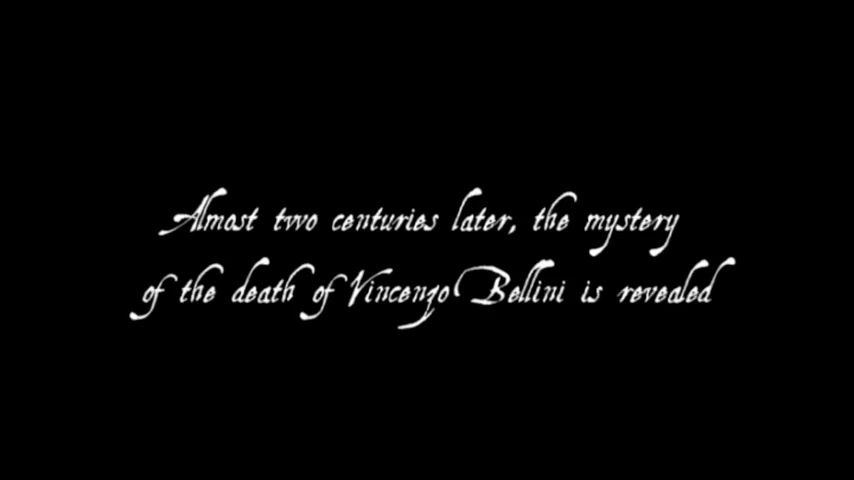 Almost two centuries later, the mystery
of the death of Vincenzo Bellini is revealed